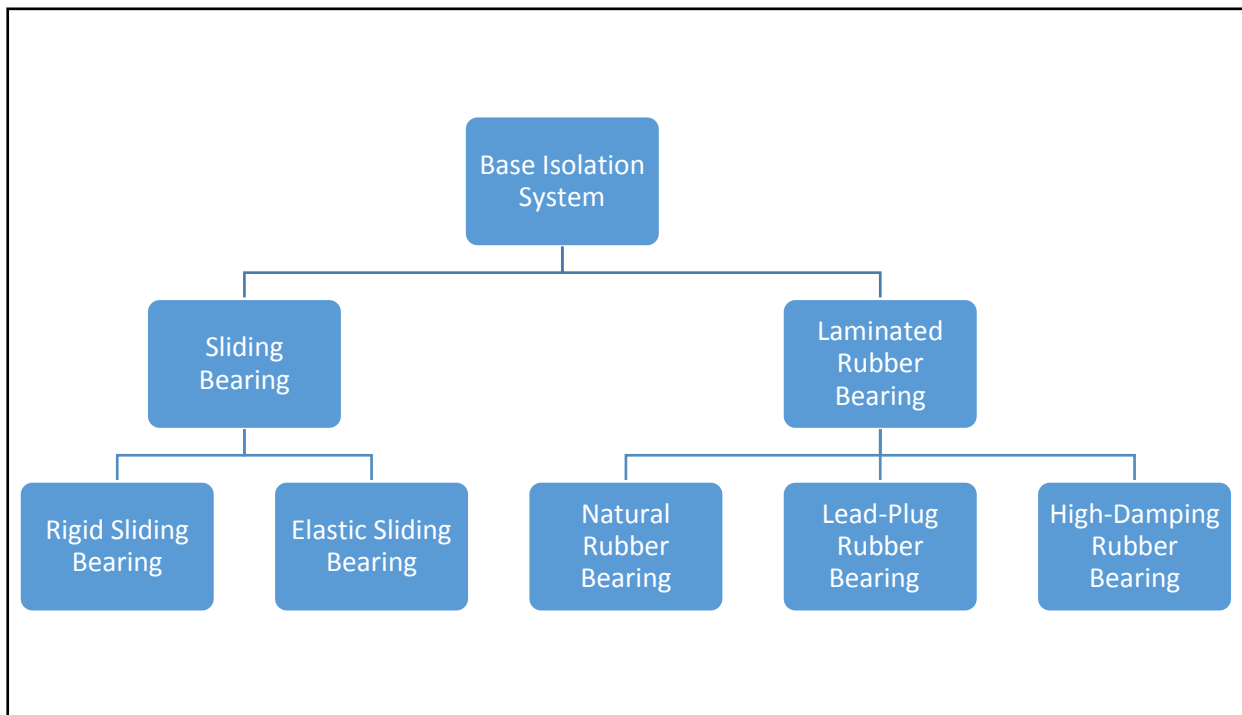 Base Isolation
System
Sliding
Bearing
Laminated
Rubber
Bearing
Rigid Sliding
Bearing
Elastic Sliding
Bearing
Natural
Rubber
Bearing
Lead-Plug
Rubber
Bearing
High-Damping
Rubber
Bearing